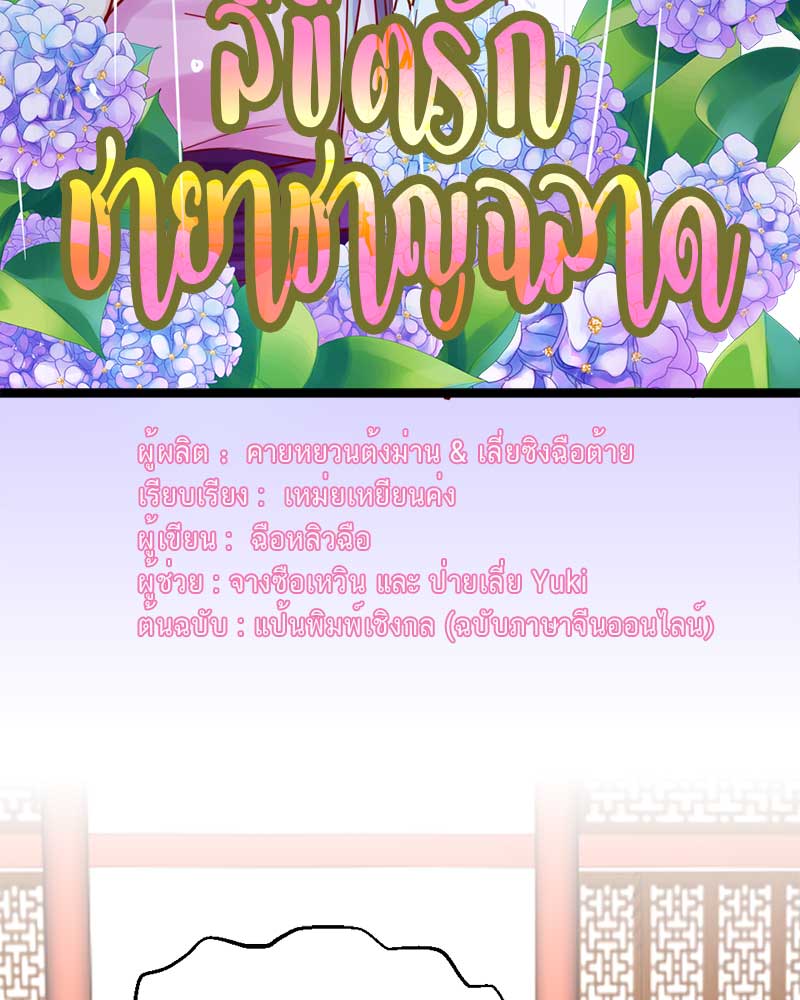 ลิขิตรัก
ชายาชาญฉลาด
ผู้ผลิต : คายหยวนต้งม่าน & เลี่ยซิงฉือต้าย
เรียบเรียง : เหม่ยเหยียนค่ง
ผู้เขียน : ฉือหลิวฉือ
ผู้ช่วย : จางซือเหวิน และ ป่ายเลี่ย Yuki
ต้นฉบับ : แป้นพิมพ์เชิงกล (ฉบับภาษาจีนออนไลน์)